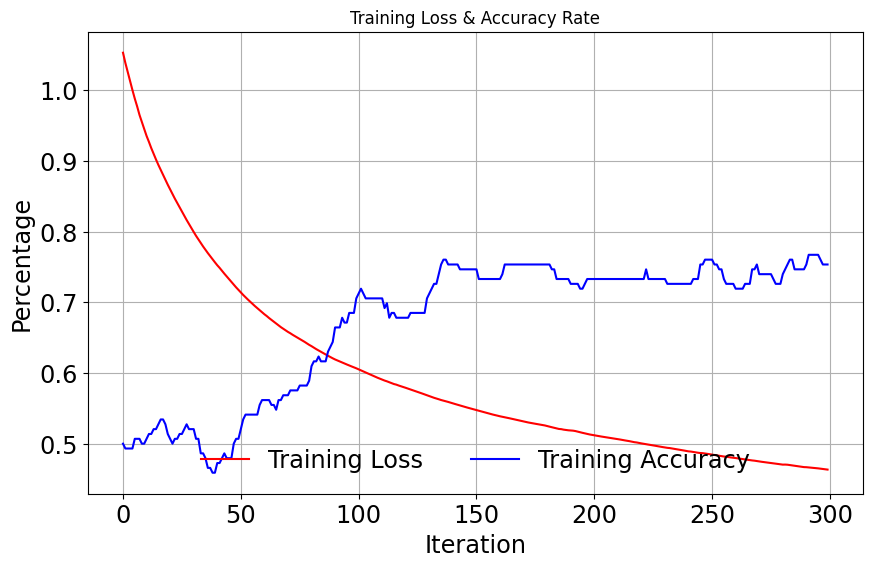 Training Loss & Accuracy Rate
Percentage
1.0
0.9
0.8
0.7
0.6
0.5
Training Loss Training Accuracy
0 50 100 150 200 250 300
Iteration